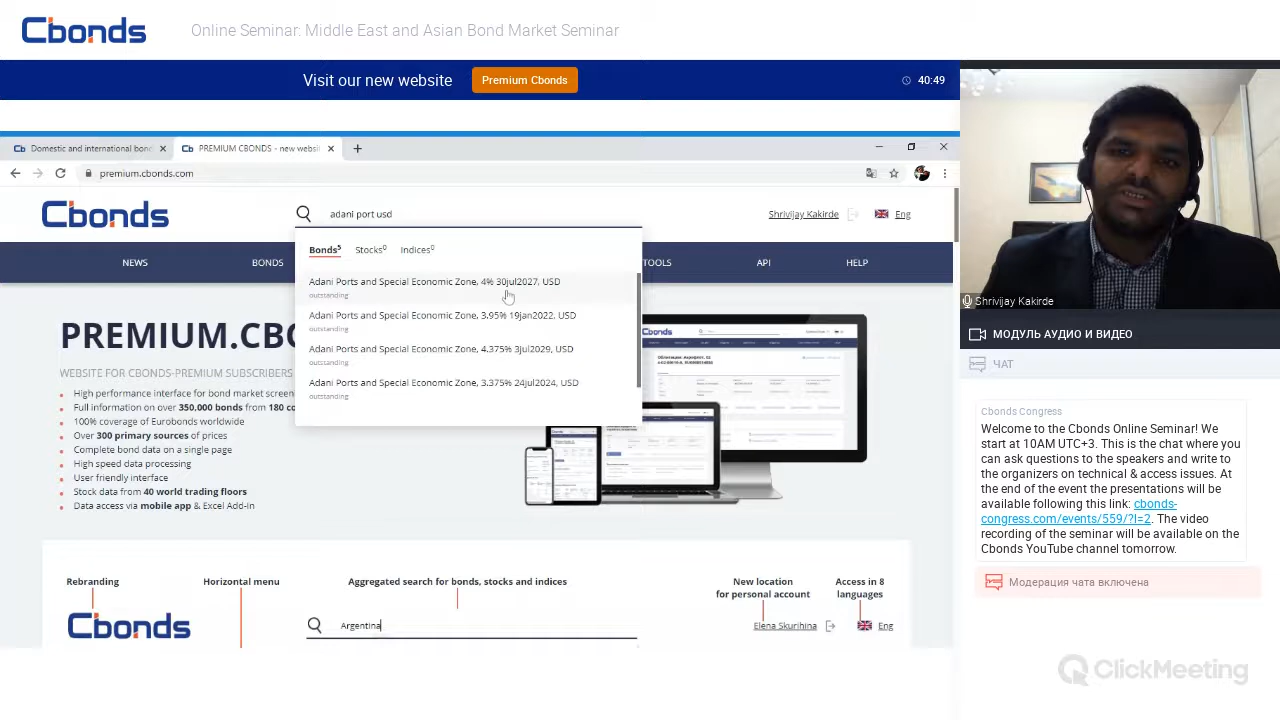 Cbonds
Online Seminar: Middle East and Asian Bond Market Seminar
Visit our new website
Premium Cbonds
40:49
Cb Domestic and international bon
Cb PREMIUM CBONDS - new websi
premium.cbonds.com
Cbonds
adani port usd
Shrivijay Kakirde
Eng
NEWS
BONDS
TOOLS
API
HELP
Bonds5 Stocks0 Indices0
Adani Ports and Special Economic Zone, 4% 30jul2027, USD
outstanding
Adani Ports and Special Economic Zone, 3.95% 19jan2022, USD
outstanding
Adani Ports and Special Economic Zone, 4.375% 3jul2029, USD
outstanding
Adani Ports and Special Economic Zone, 3.375% 24jul2024, USD
outstanding
PREMIUM.CBO
WEBSITE FOR CBONDS-PREMIUM SUBSCRIBERS
High performance interface for bond market screen
Full information on over 350,000 bonds from 180 co
100% coverage of Eurobonds worldwide
Over 300 primary sources of prices
Complete bond data on a single page
High speed data processing
User friendly interface
Stock data from 40 world trading floors
Data access via mobile app & Excel Add-In
Cbonds
Rebranding
Horizontal menu
Aggregated search for bonds, stocks and indices
New location
for personal account
Access in 8
languages
Cbonds
Argentina
Elena Skurihina
Eng
Shrivijay Kakirde
МОДУЛЬ АУДИО И ВИДЕО
ЧАТ
Cbonds Congress
Welcome to the Cbonds Online Seminar! We
start at 10AM UTC+3. This is the chat where you
can ask questions to the speakers and write to
the organizers on technical & access issues. At
the end of the event the presentations will be
available following this link: cbonds-
congress.com/events/559/?l=2. The video
recording of the seminar will be available on the
Cbonds YouTube channel tomorrow.
Модерация чата включена
ClickMeeting